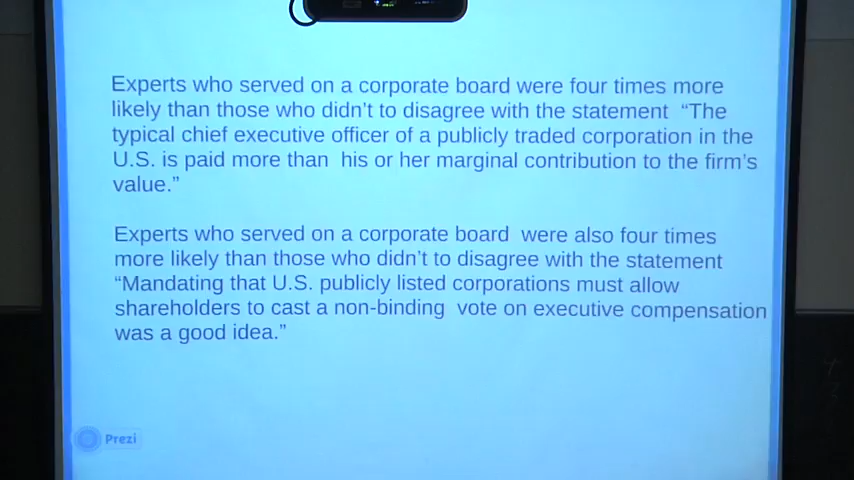 Experts who served on a corporate board were four times more
likely than those who didn't to disagree with the statement “The
typical chief executive officer of a publicly traded corporation in the
U.S. is paid more than his or her marginal contribution to the firm's
value.”
Experts who served on a corporate board were also four times
more likely than those who didn't to disagree with the statement
“Mandating that U.S. publicly listed corporations must allow
shareholders to cast a non-binding vote on executive compensation
was a good idea.”
Prezi